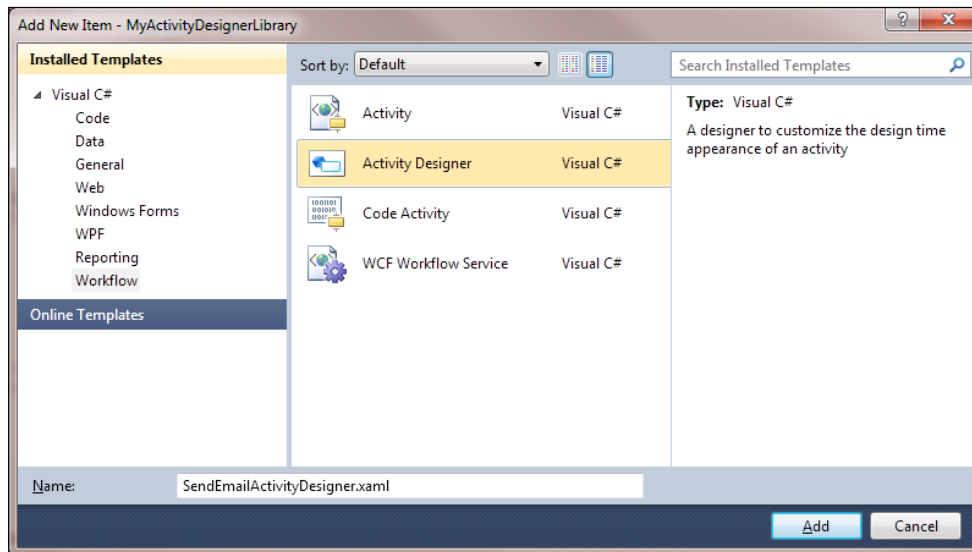 Add New Item - MyActivityDesignerLibrary
Installed Templates
Visual C#
Code
Data
General
Web
Windows Forms
WPF
Reporting
Workflow
Online Templates
Sort by: Default
Search Installed Templates
Activity Visual C#
Activity Designer Visual C#
Code Activity Visual C#
WCF Workflow Service Visual C#
Type: Visual C#
A designer to customize the design time
appearance of an activity
Name: SendEmailActivityDesigner.xaml
Add Cancel